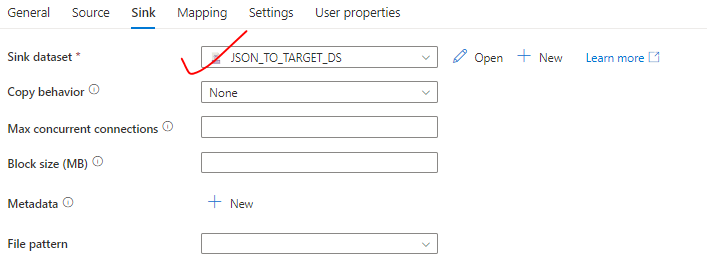 General Source Sink Mapping Settings User properties
Sink dataset * JSON_TO_TARGET_DS Open New Learn more
Copy behavior None
Max concurrent connections
Block size (MB)
Metadata New
File pattern